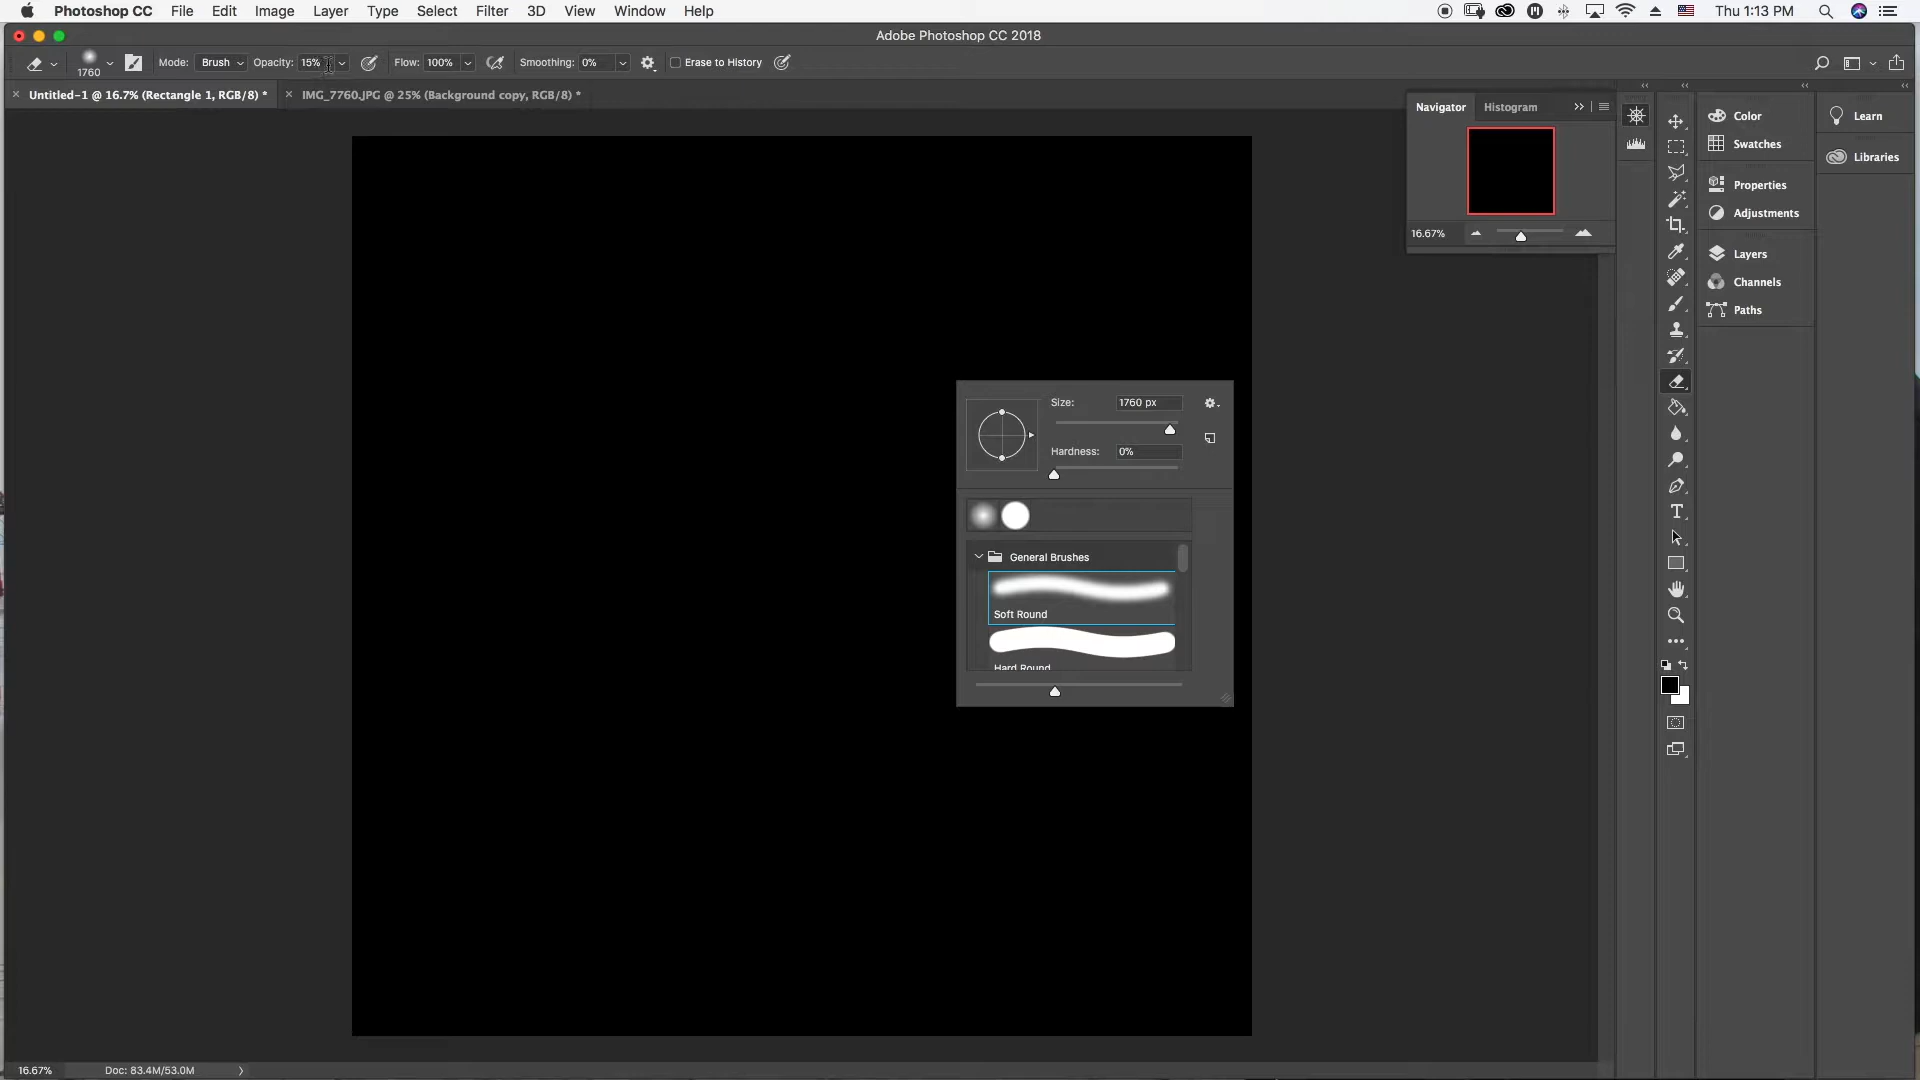 Photoshop CC File Edit Image Layer Type Select Filter 3D View Window Help Thu 1:13 PM
Adobe Photoshop CC 2018
1760 Mode: Brush Opacity: 15% Flow: 100% Smoothing: 0% Erase to History
Untitled-1 @ 16.7% (Rectangle 1, RGB/8) * IMG_7760.JPG @ 25% (Background copy, RGB/8) *
Navigator Histogram
16.67%
Color
Swatches
Properties
Adjustments
Layers
Channels
Paths
Learn
Libraries
Size: 1760 px
Hardness: 0%
General Brushes
Soft Round
Hard Round
16.67% Doc: 83.4M/53.0M